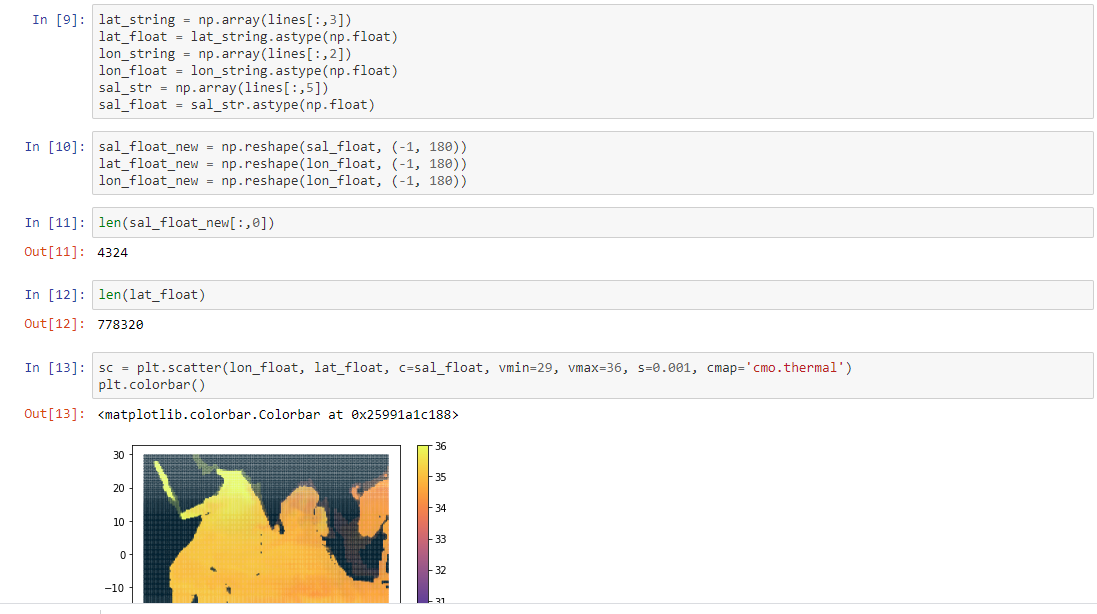 In [9]: lat_string = np.array(lines[:,3])
lat_float = lat_string.astype(np.float)
lon_string = np.array(lines[:,2])
lon_float = lon_string.astype(np.float)
sal_str = np.array(lines[:,5])
sal_float = sal_str.astype(np.float)
In [10]: sal_float_new = np.reshape(sal_float, (-1, 180))
lat_float_new = np.reshape(lon_float, (-1, 180))
lon_float_new = np.reshape(lon_float, (-1, 180))
In [11]: len(sal_float_new[:,0])
Out[11]: 4324
In [12]: len(lat_float)
Out[12]: 778320
In [13]: sc = plt.scatter(lon_float, lat_float, c=sal_float, vmin=29, vmax=36, s=0.001, cmap='cmo.thermal')
plt.colorbar()
Out[13]: <matplotlib.colorbar.Colorbar at 0x25991a1c188>
30
20
10
0
−10
36
35
34
33
32
31